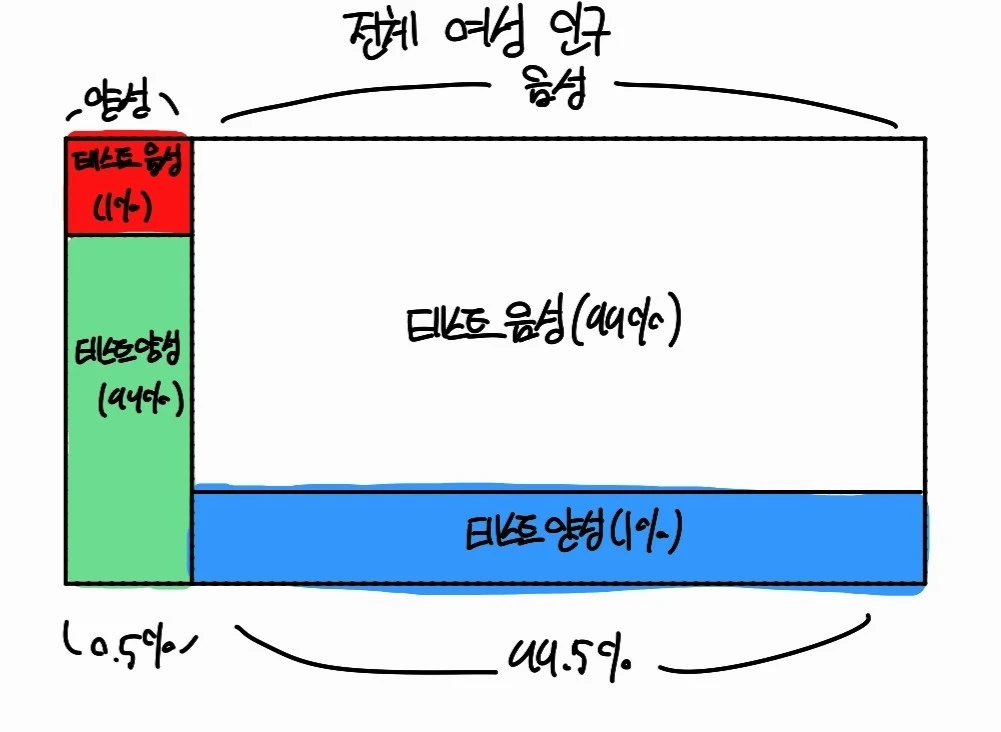 전체 여성 인구
양성
음성
테스트 음성
(1%)
테스트 음성(99%)
테스트 양성
(99%)
테스트 양성(1%)
0.5%
99.5%